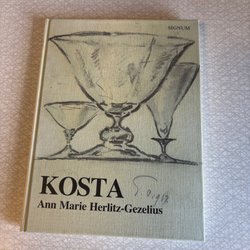 SIGNUM
KOSTA
Ann Marie Herlitz-Gezelius